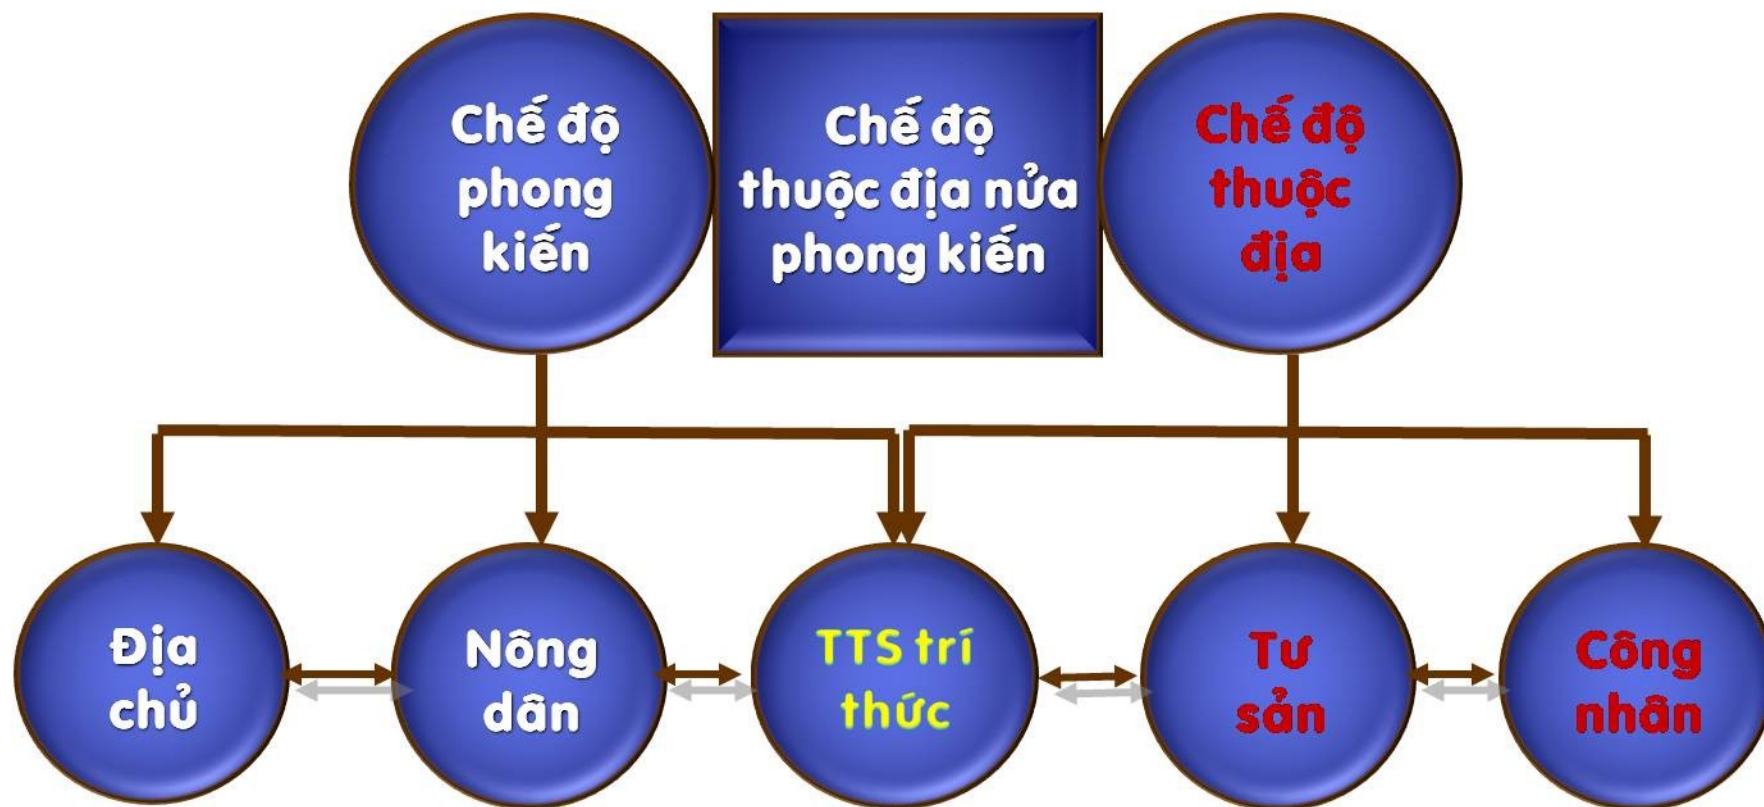 Chế độ
phong
kiến
Chế độ
thuộc địa nửa
phong kiến
Chế độ
thuộc
địa
Địa
chủ
Nông
dân
TTS trí
thức
Tư
sản
Công
nhân